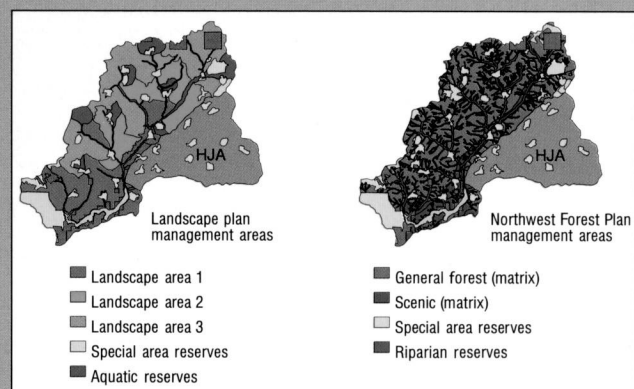 HJA
Landscape plan
management areas
Landscape area 1
Landscape area 2
Landscape area 3
Special area reserves
Aquatic reserves
HJA
Northwest Forest Plan
management areas
General forest (matrix)
Scenic (matrix)
Special area reserves
Riparian reserves